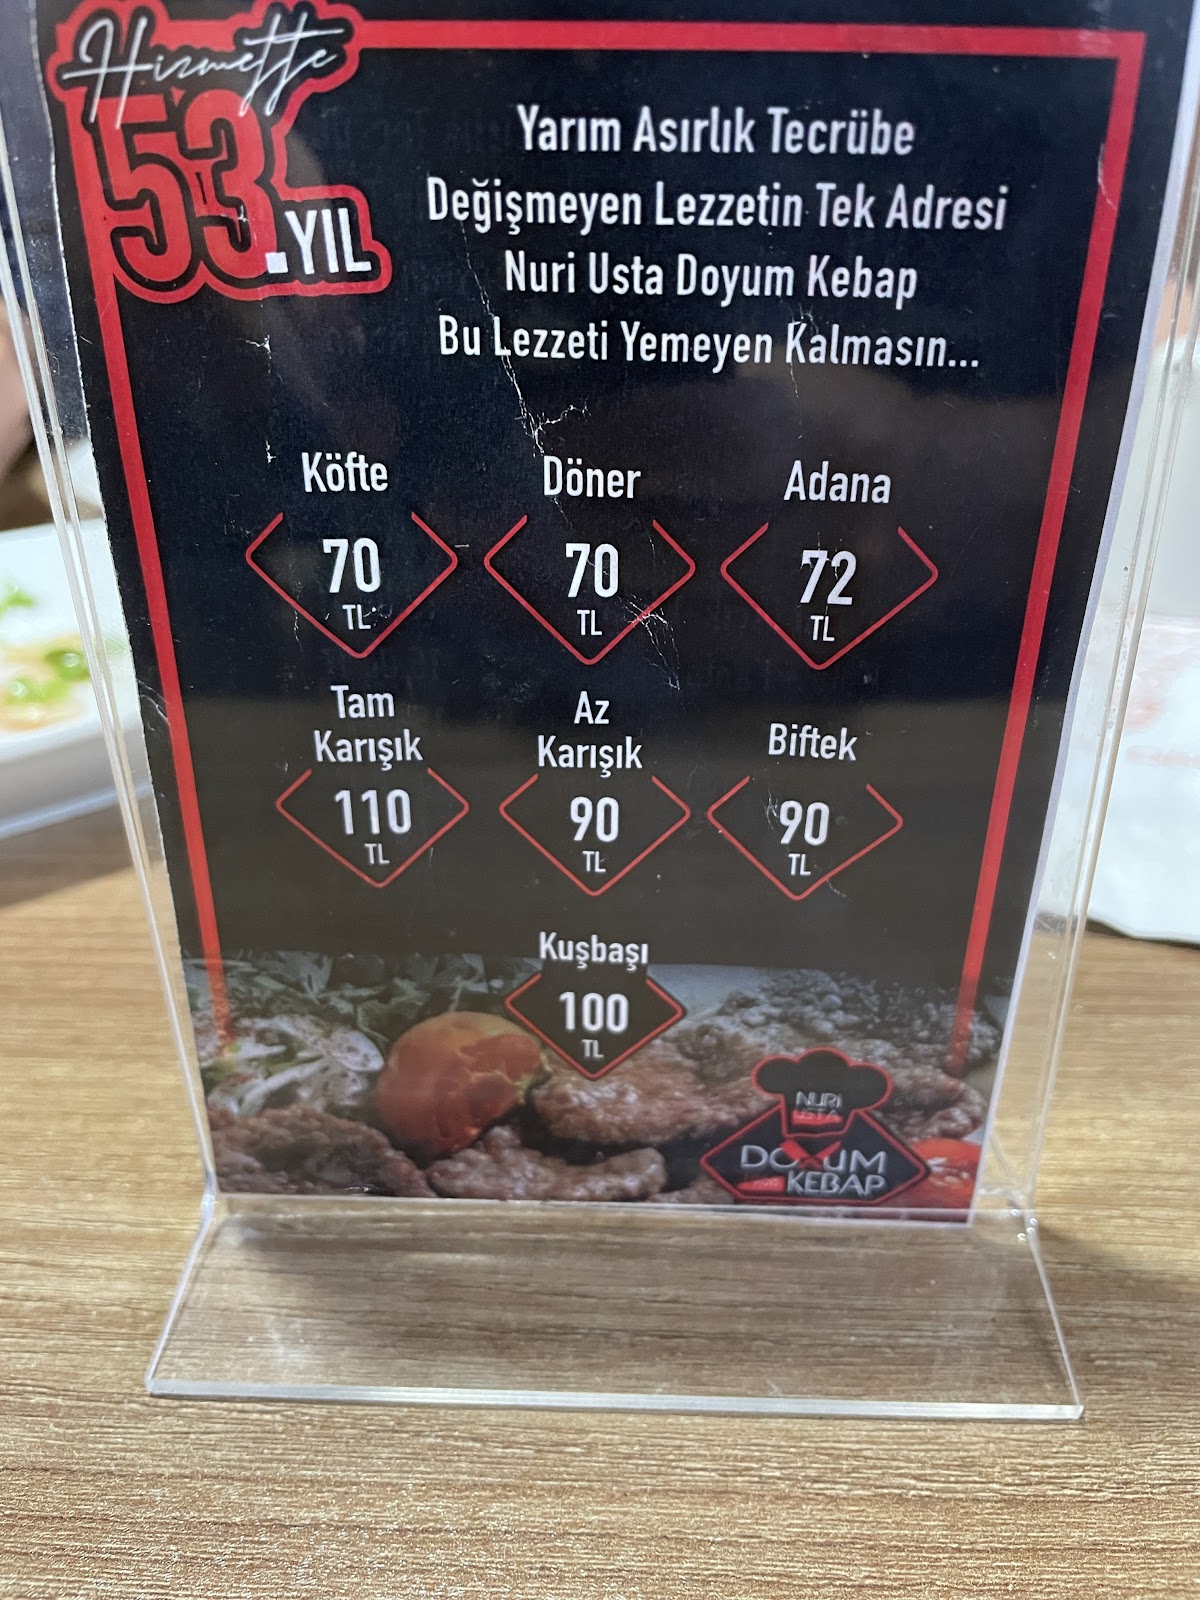 Hizmette
53.YIL
Yarım Asırlık Tecrübe
Değişmeyen Lezzetin Tek Adresi
Nuri Usta Doyum Kebap
Bu Lezzeti Yemeyen Kalmasın...
Köfte
70
TL
Döner
70
TL
Adana
72
TL
Tam
Karışık
110
TL
Az
Karışık
90
TL
Biftek
90
TL
Kuşbaşı
100
TL
NURİ
USTA
DOYUM
KEBAP